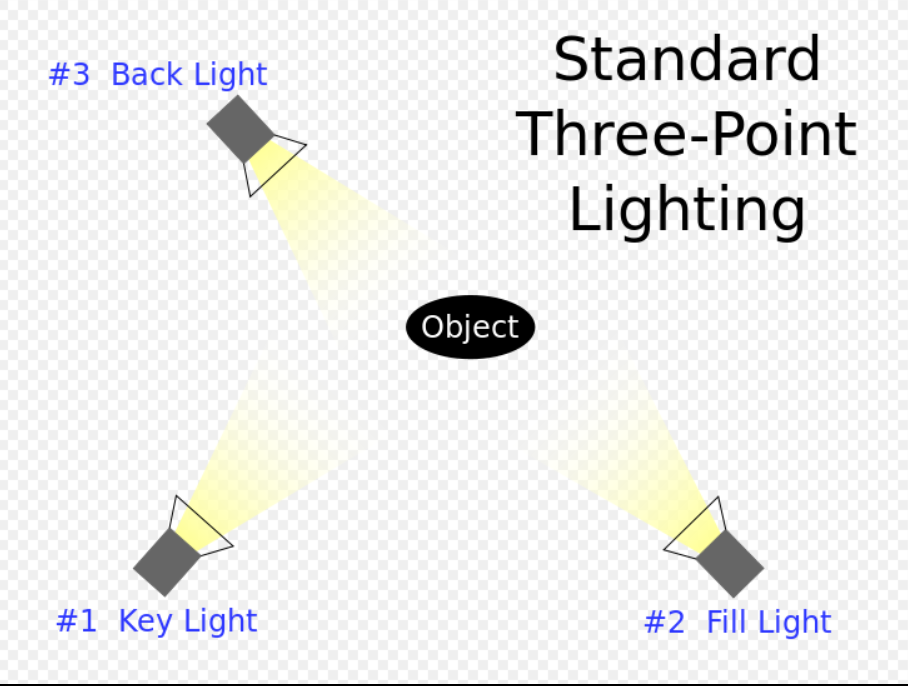 Standard
Three-Point
Lighting
#3 Back Light
Object
#1 Key Light
#2 Fill Light